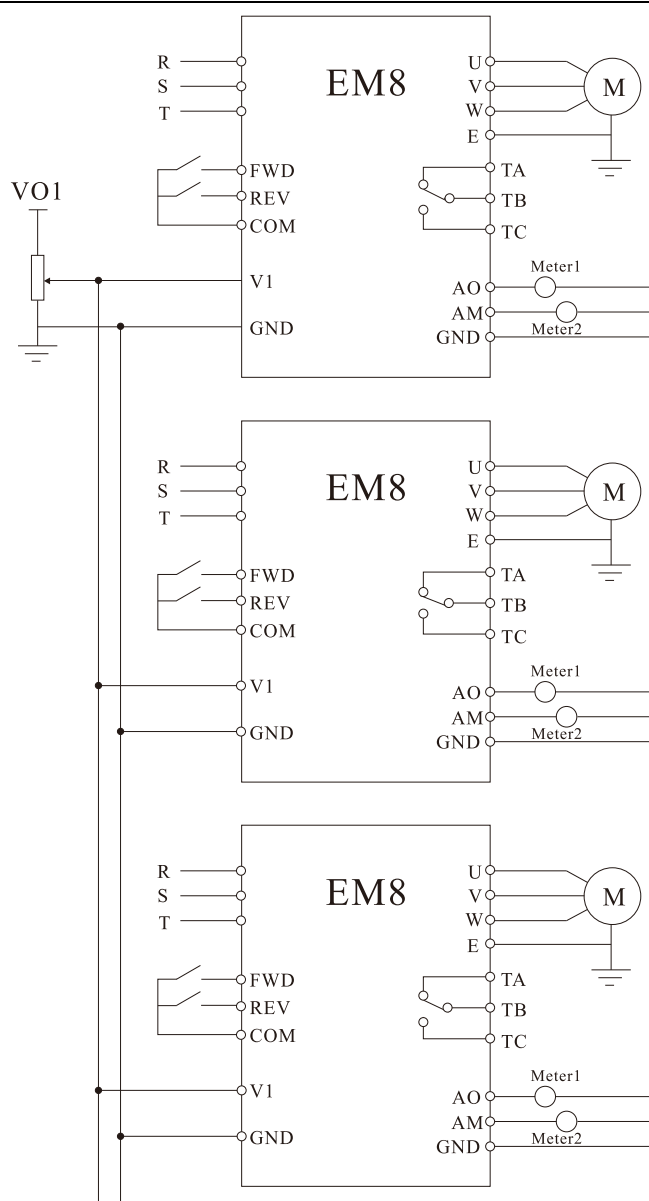 R
S
T
EM8
U
V
W
E
M
FWD
REV
COM
TA
TB
TC
VO1
V1
GND
AO
AM
GND
Meter1
Meter2
R
S
T
EM8
U
V
W
E
M
FWD
REV
COM
TA
TB
TC
V1
GND
AO
AM
GND
Meter1
Meter2
R
S
T
EM8
U
V
W
E
M
FWD
REV
COM
TA
TB
TC
V1
GND
AO
AM
GND
Meter1
Meter2